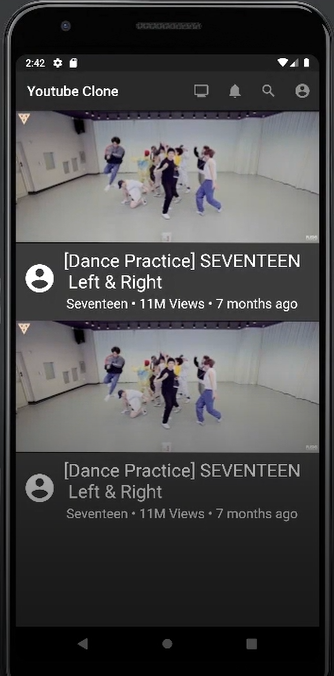 2:42
Youtube Clone
[Dance Practice] SEVENTEEN
Left & Right
Seventeen • 11M Views • 7 months ago
[Dance Practice] SEVENTEEN
Left & Right
Seventeen • 11M Views • 7 months ago